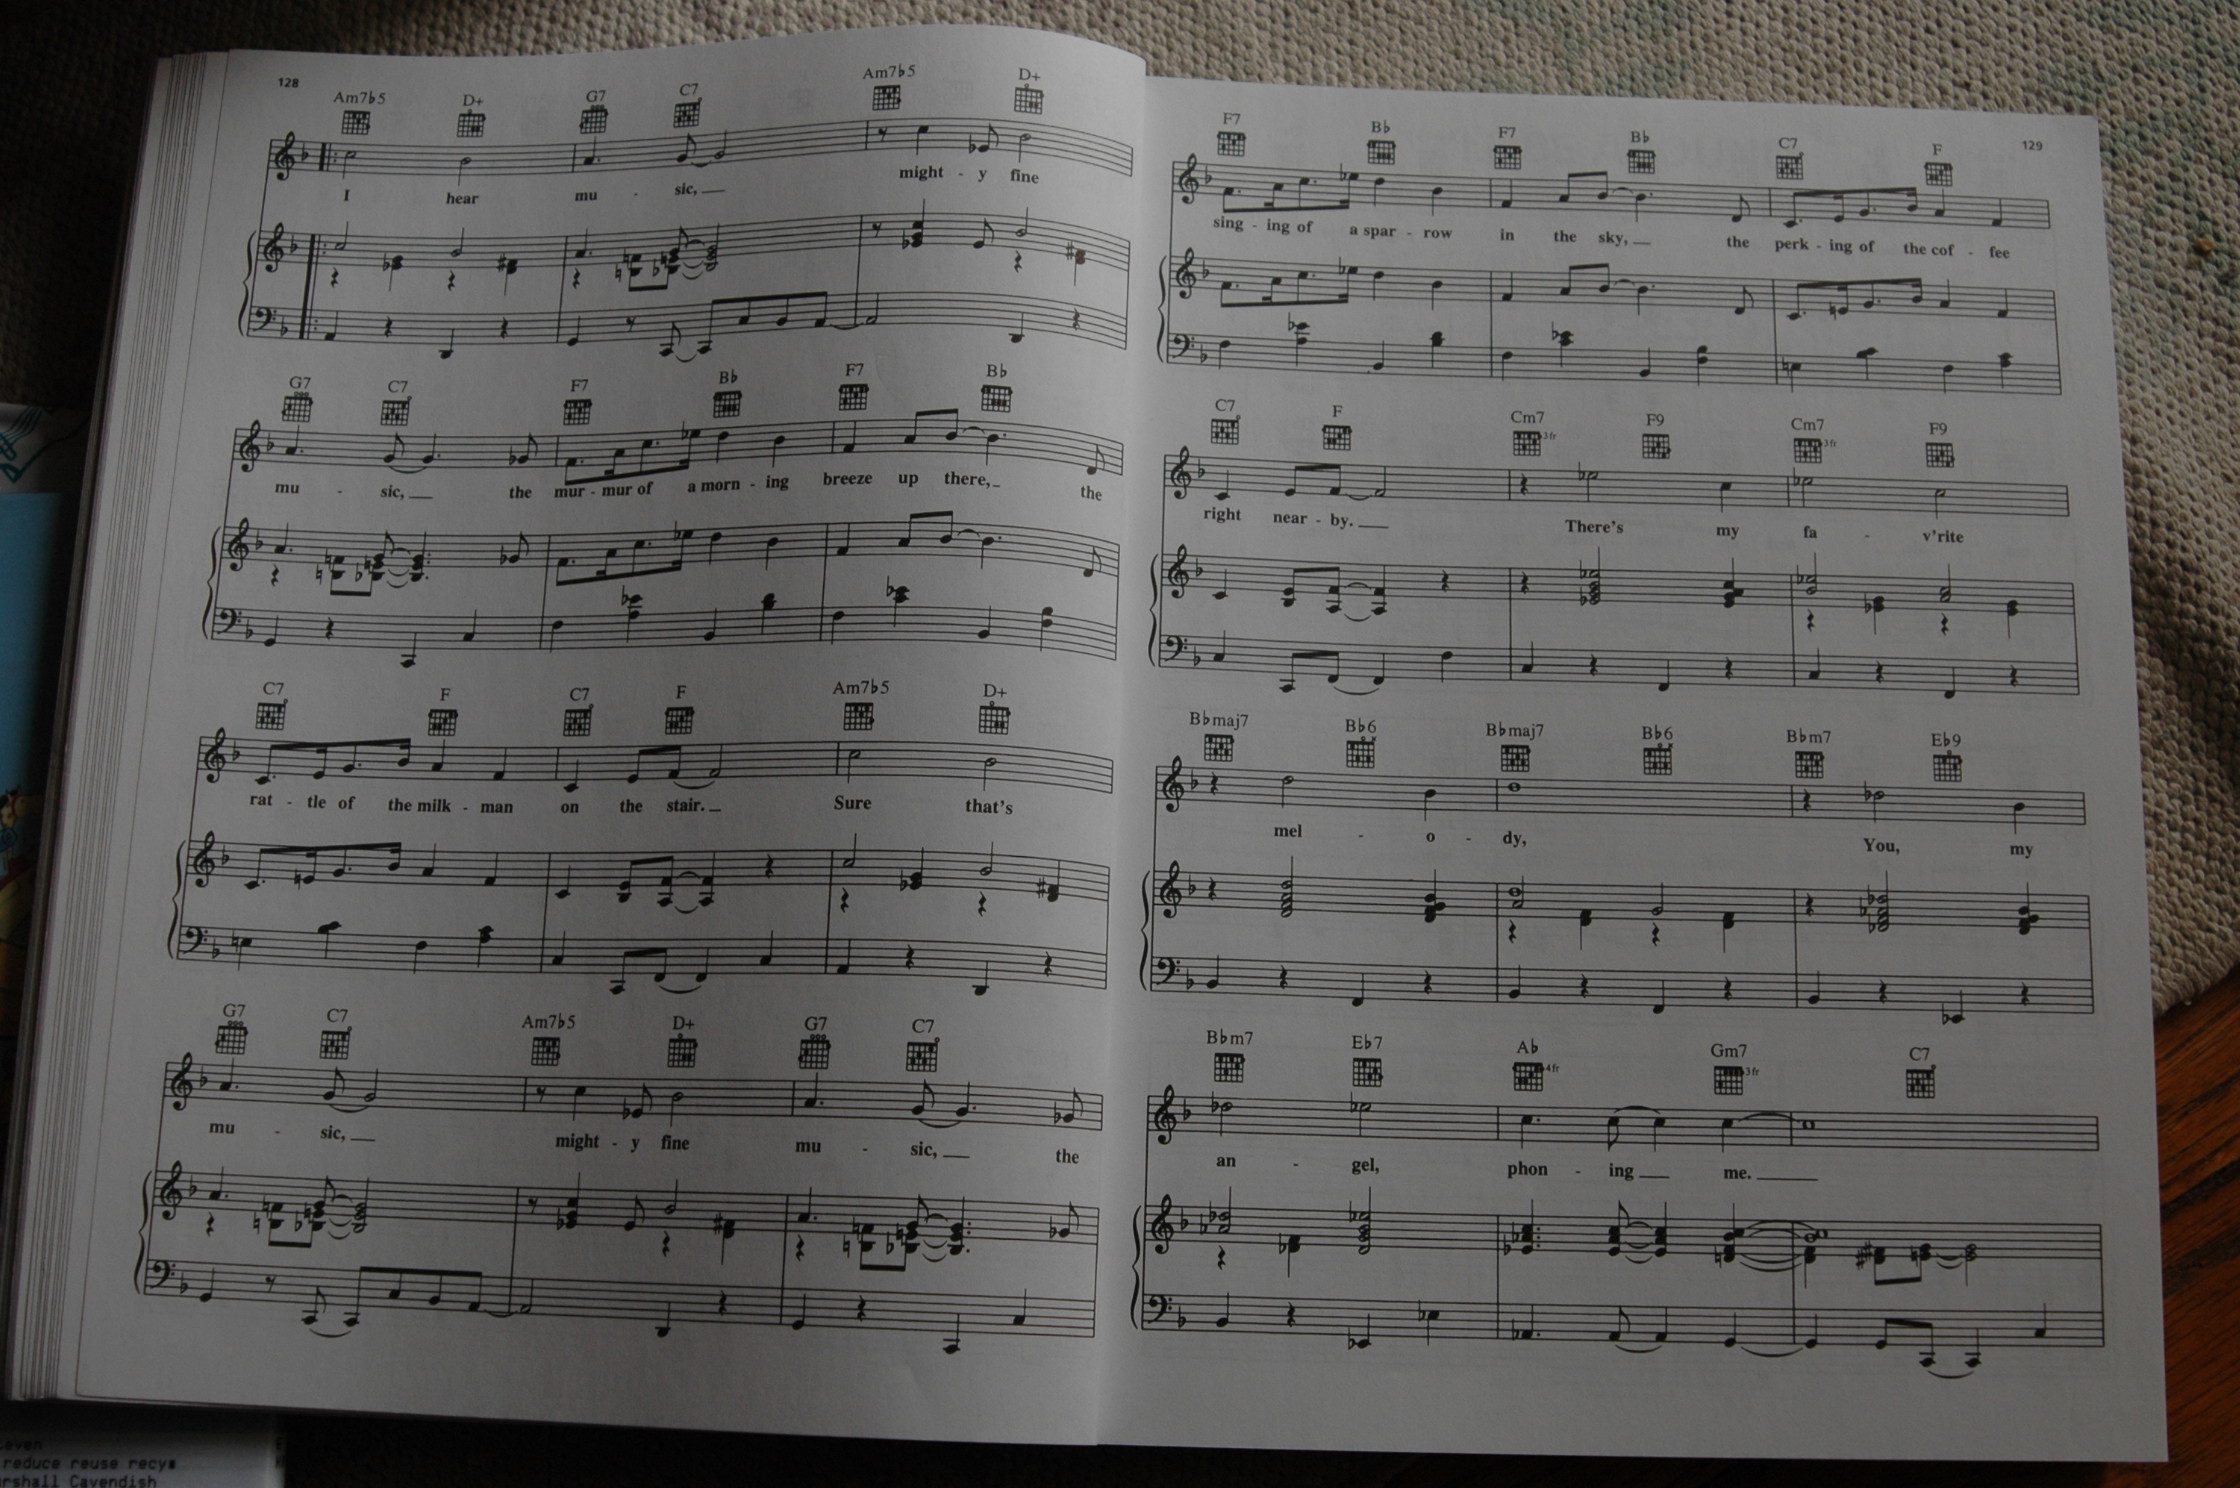 128
Am7♭5 D+ G7 C7 Am7♭5 D+
I hear mu - sic, might - y fine
G7 C7 F7 B♭ F7 B♭
mu - sic, the mur - mur of a morn - ing breeze up there, the
C7 F C7 F Am7♭5 D+
rat - tle of the milk - man on the stair. Sure that's
G7 C7 Am7♭5 D+ G7 C7
mu - sic, might - y fine mu - sic, the
129
F7 B♭ F7 B♭ C7 F
sing - ing of a spar - row in the sky, the perk - ing of the cof - fee
C7 F Cm7 3fr F9 Cm7 3fr F9
right near - by. There's my fa - v'rite
B♭maj7 B♭6 B♭maj7 B♭6 B♭m7 E♭9
mel - o - dy, You, my
B♭m7 E♭7 A♭ 4fr Gm7 3fr C7
an - gel, phon - ing me.
reduce reuse
Cavendish